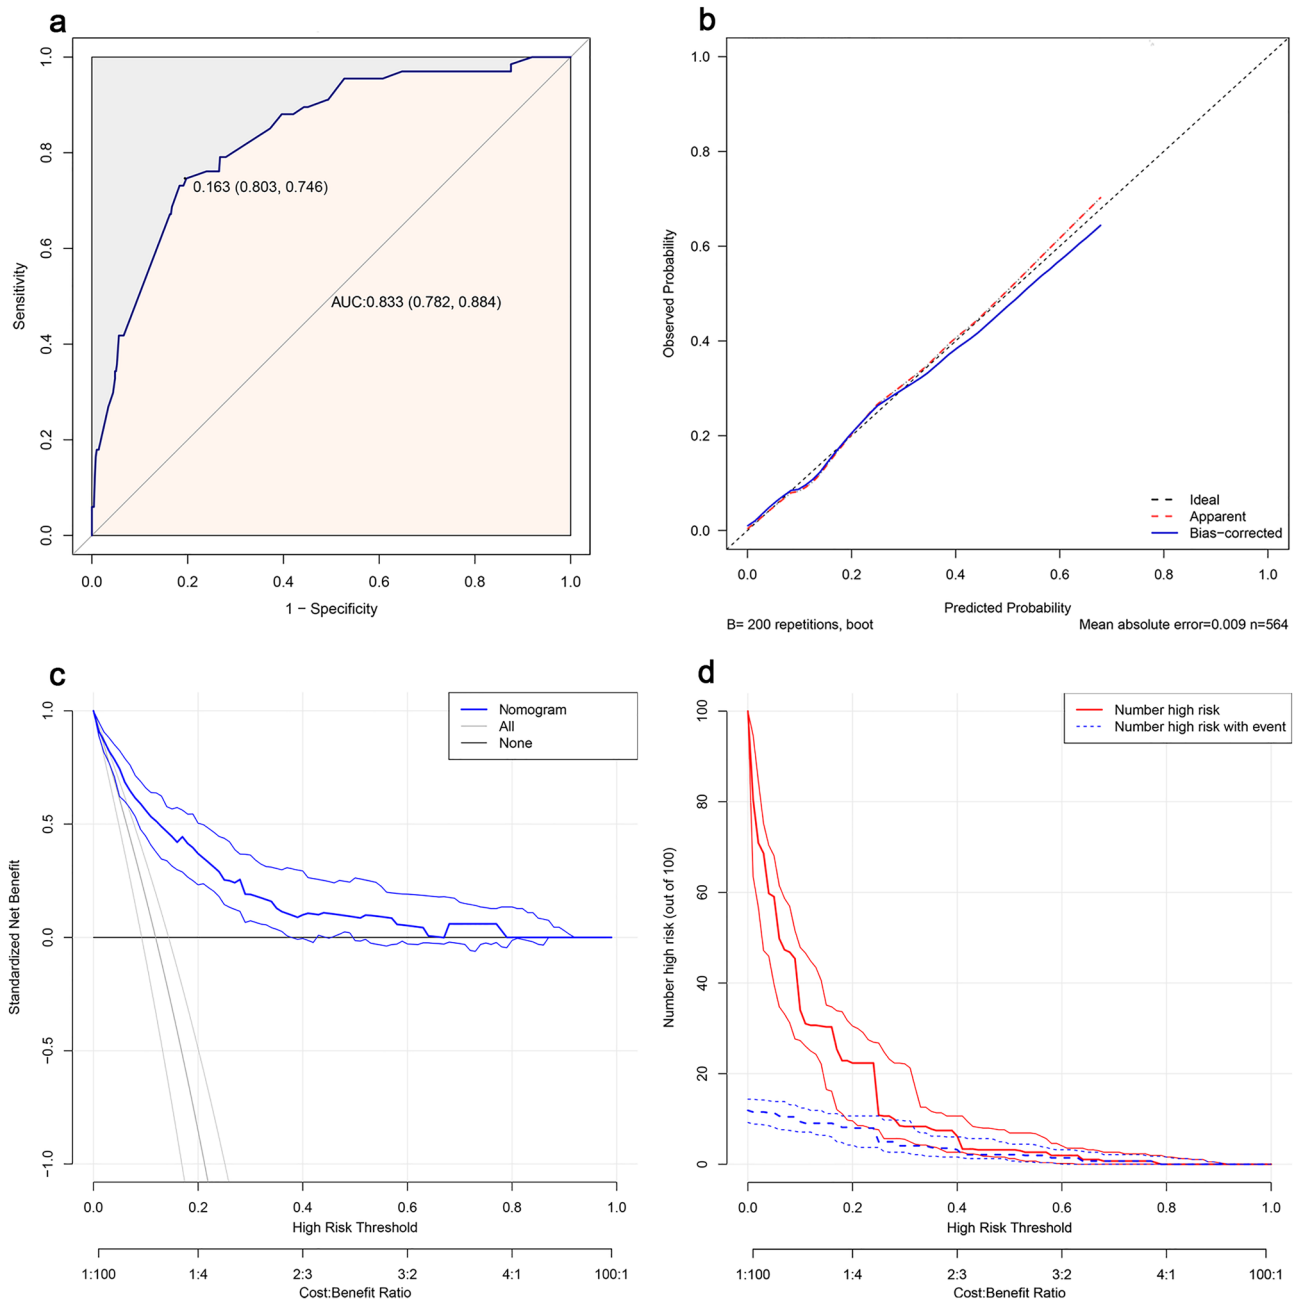 a
1.0
0.8
0.6
0.4
0.2
0.0
Sensitivity
0.163 (0.803, 0.746)
AUC:0.833 (0.782, 0.884)
0.0 0.2 0.4 0.6 0.8 1.0
1 − Specificity
b
1.0
0.8
0.6
0.4
0.2
0.0
Observed Probability
Ideal
Apparent
Bias−corrected
0.0 0.2 0.4 0.6 0.8 1.0
Predicted Probability
B= 200 repetitions, boot
Mean absolute error=0.009 n=564
c
1.0
0.5
0.0
−0.5
−1.0
Standardized Net Benefit
Nomogram
All
None
0.0 0.2 0.4 0.6 0.8 1.0
High Risk Threshold
1:100 1:4 2:3 3:2 4:1 100:1
Cost:Benefit Ratio
d
100
80
60
40
20
0
Number high risk (out of 100)
Number high risk
Number high risk with event
0.0 0.2 0.4 0.6 0.8 1.0
High Risk Threshold
1:100 1:4 2:3 3:2 4:1 100:1
Cost:Benefit Ratio